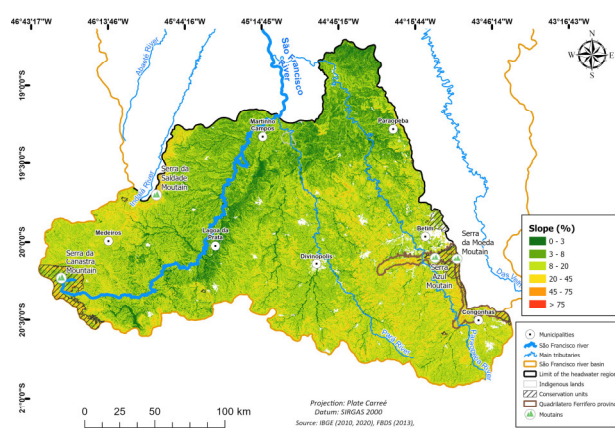 46°43'17"W 46°13'46"W 45°44'16"W 45°14'45"W 44°45'15"W 44°15'44"W 43°46'14"W 43°16'43"W
19°0'0"S
19°30'0"S
20°0'0"S
20°30'0"S
21°0'0"S
N
W
E
S
Abaeté River
São Francisco
River
Martinho
Campos
Paraopeba
Serra da
Saldade
Moutain
Indaiá River
Medeiros
Lagoa da
Prata
Serra da
Canastra
Mountain
Divinópolis
Betim
Serra
da Moeda
Moutain
Serra
Azul
Moutain
Das Velh
Congonhas
Pará River
Paraopeba River
Slope (%)
0 - 3
3 - 8
8 - 20
20 - 45
45 - 75
> 75
Municipalities
São Francisco river
Main tributaries
São Francisco river basin
Limit of the headwater region
Indigenous lands
Conservation units
Quadrilátero Ferrífero province
Moutains
0 25 50 75 100 km
Projection: Plate Carreé
Datum: SIRGAS 2000
Source: IBGE (2010, 2020), FBDS (2013),